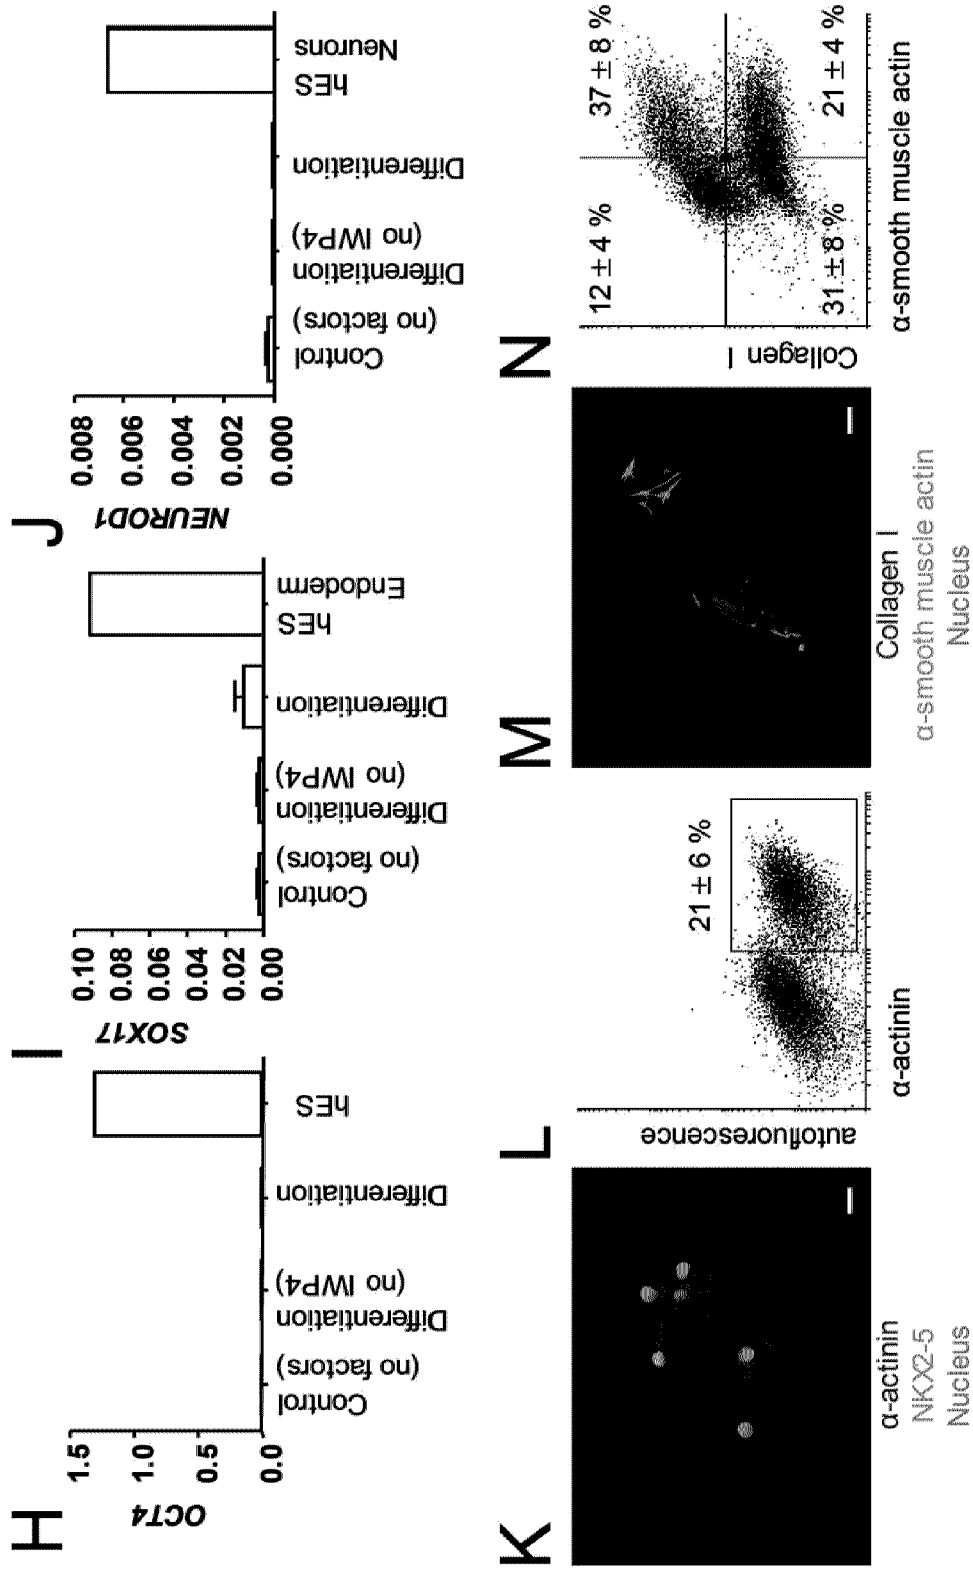 H
OCT4
1.5
1.0
0.5
0.0
Control
(no factors)
Differentiation
(no IWP4)
Differentiation
hES
I
SOX17
0.10
0.08
0.06
0.04
0.02
0.00
Control
(no factors)
Differentiation
(no IWP4)
Differentiation
hES
Endoderm
J
NEUROD1
0.008
0.006
0.004
0.002
0.000
Control
(no factors)
Differentiation
(no IWP4)
Differentiation
hES
Neurons
K
α-actinin
NKX2-5
Nucleus
L
autofluorescence
21 ± 6 %
α-actinin
M
Collagen I
α-smooth muscle actin
Nucleus
N
Collagen I
12 ± 4 %
37 ± 8 %
31 ± 8 %
21 ± 4 %
α-smooth muscle actin